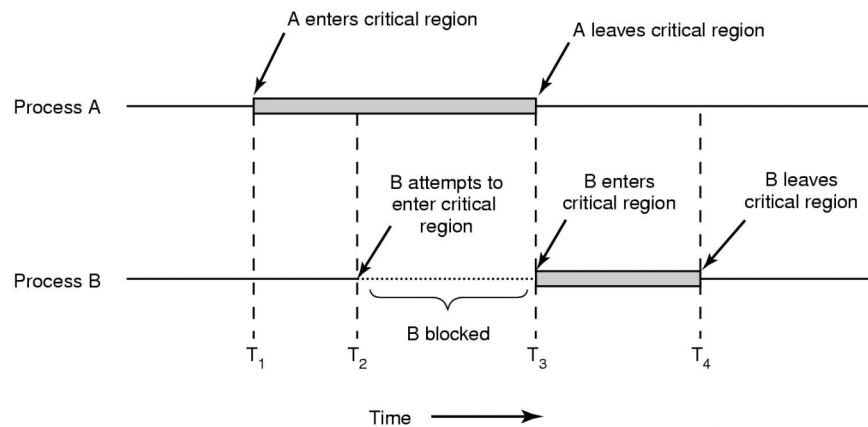 A enters critical region
A leaves critical region
Process A
B attempts to
enter critical
region
B enters
critical region
B leaves
critical region
Process B
B blocked
T1
T2
T3
T4
Time